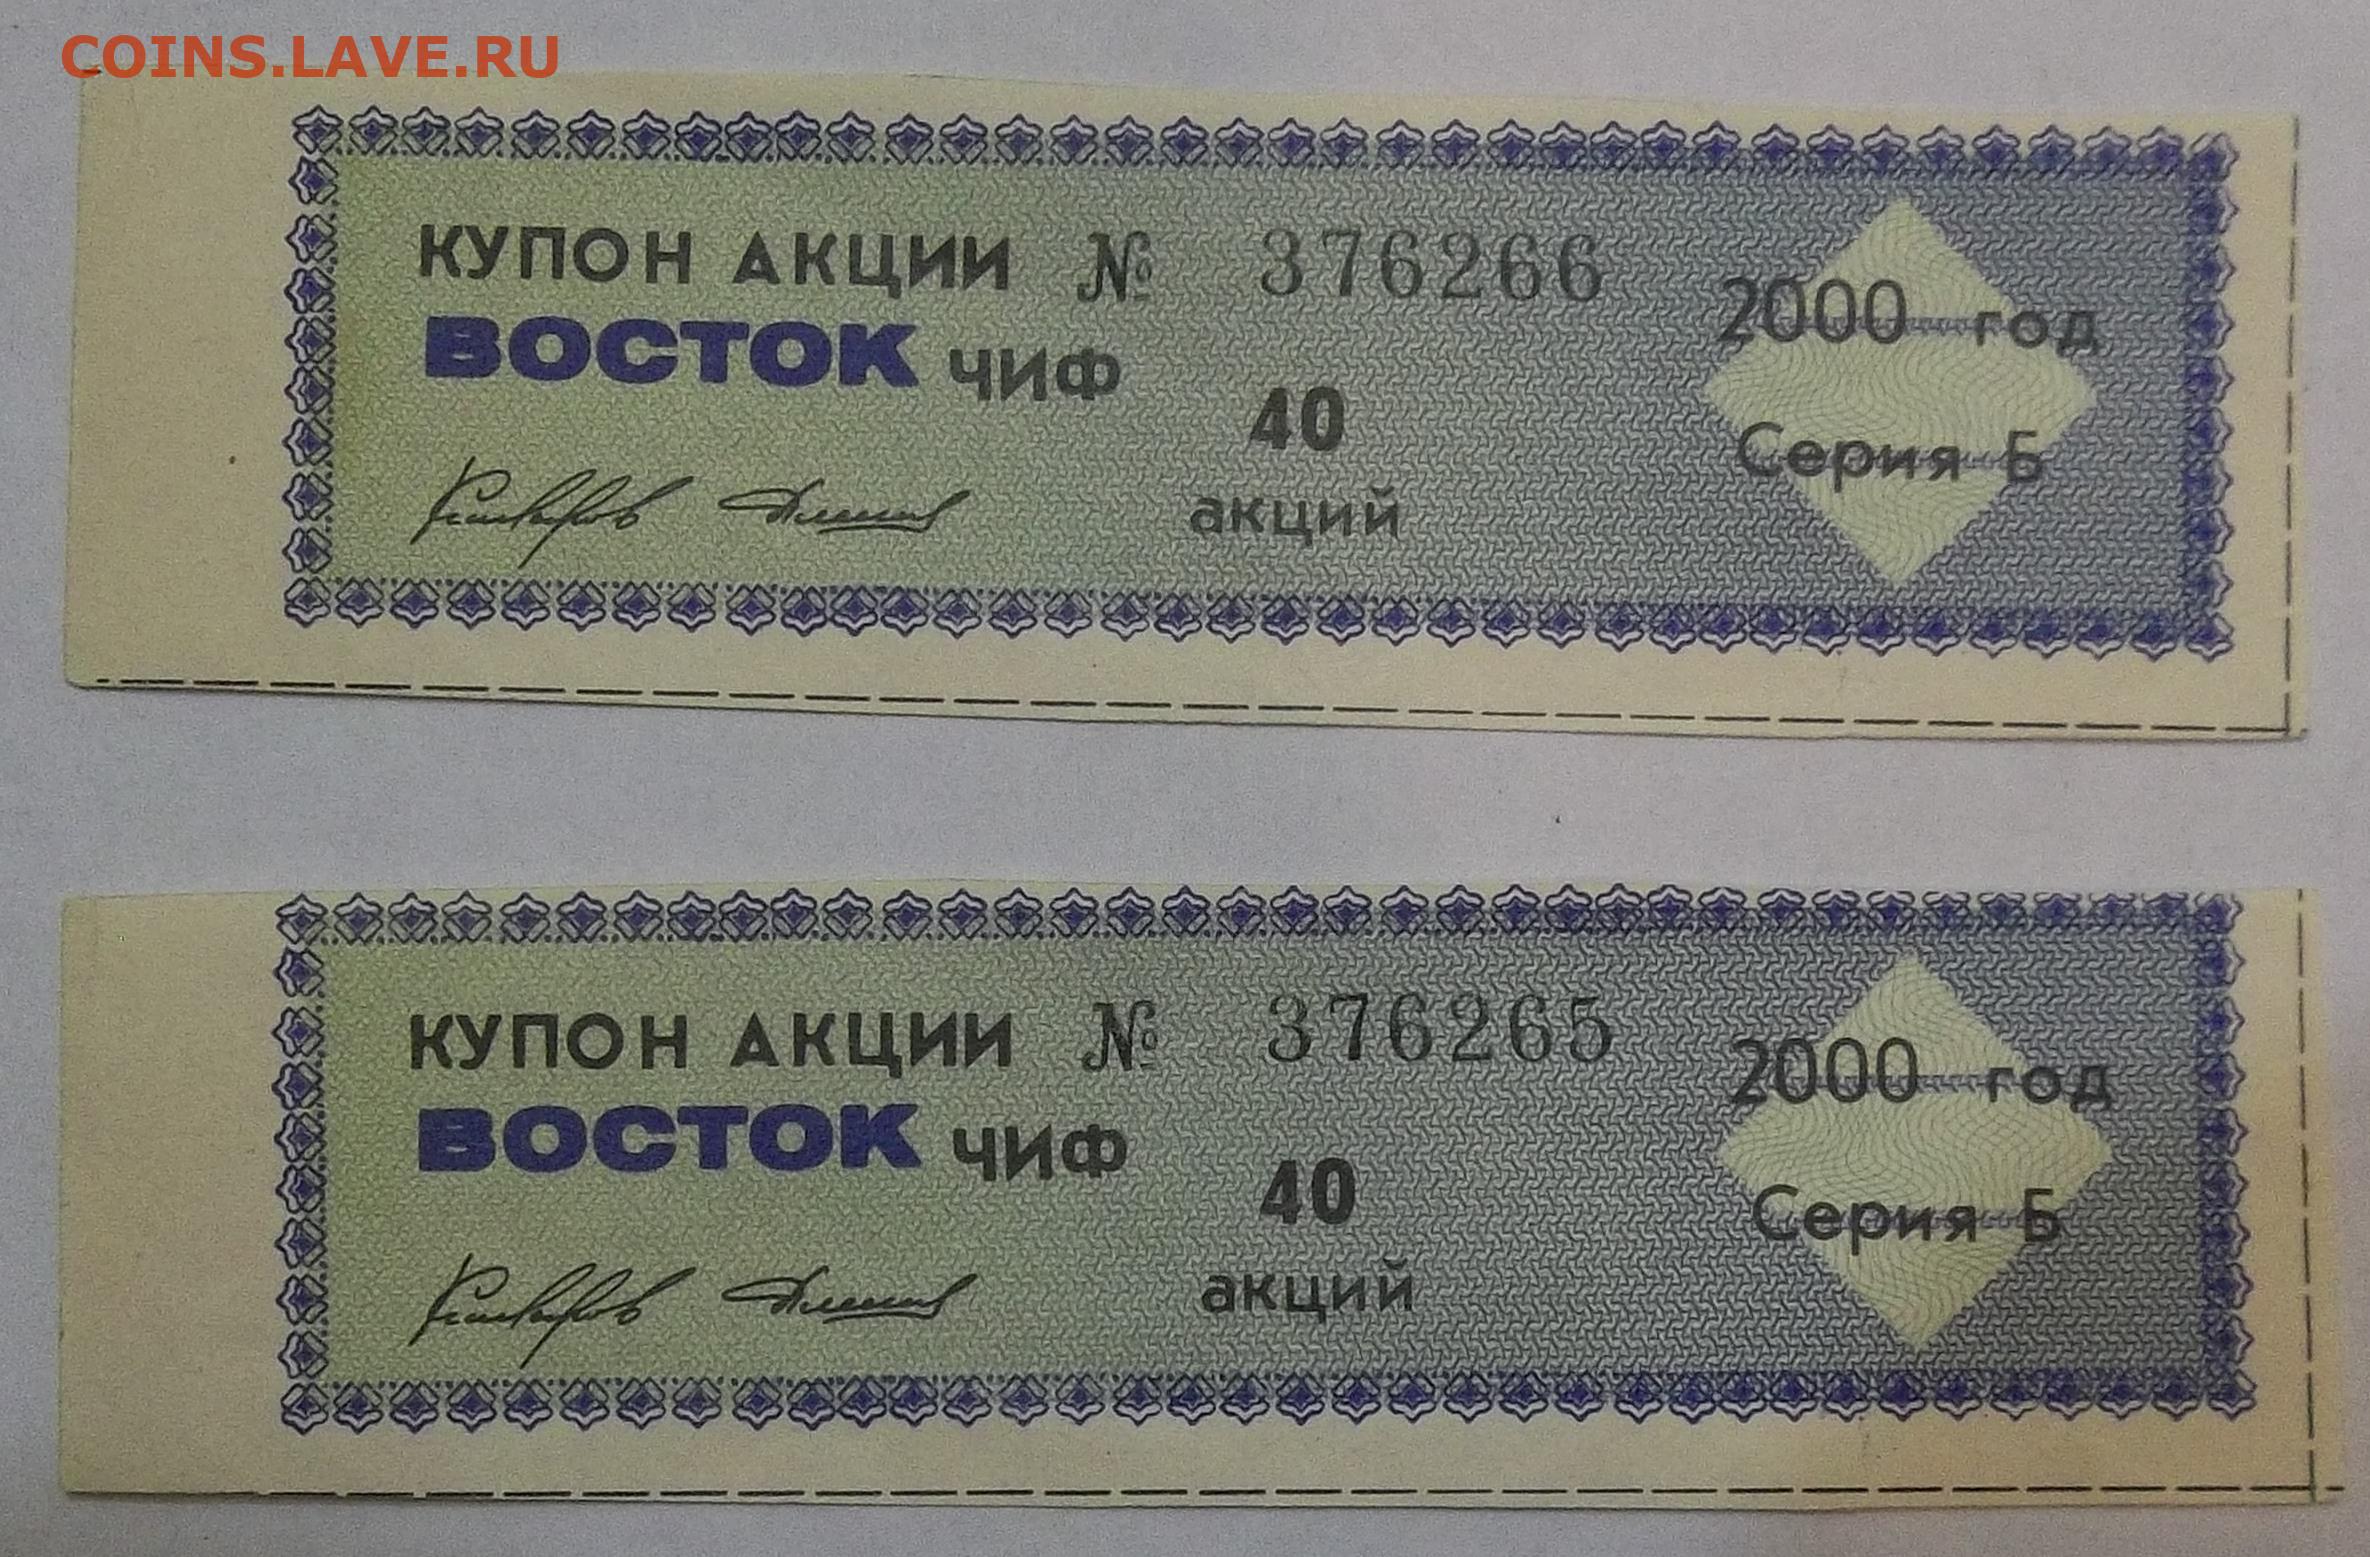 COINS.LAVE.RU
КУПОН АКЦИИ № 376266
ВОСТОК ЧИФ
2000 год
40
акций
Серия Б
КУПОН АКЦИИ № 376265
ВОСТОК ЧИФ
2000 год
40
акций
Серия Б